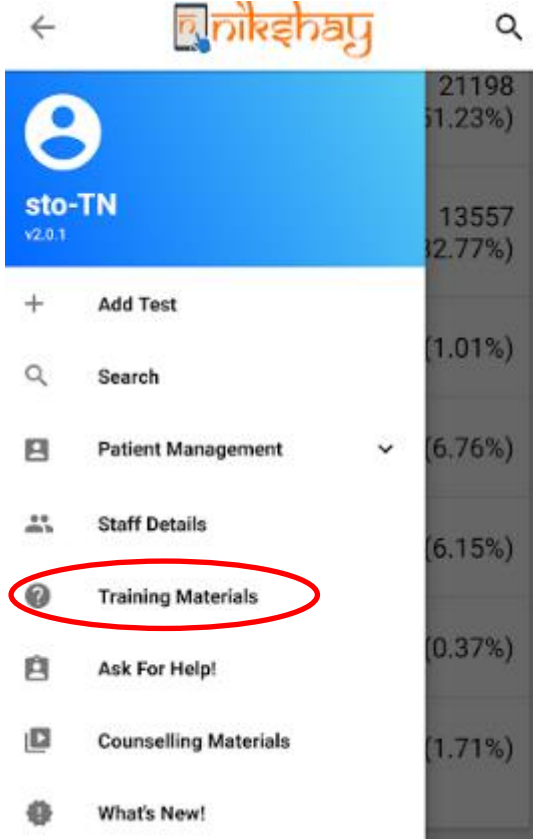 nikshay
21198
51.23%)
sto-TN
v2.0.1
13557
32.77%)
Add Test
(1.01%)
Search
Patient Management
(6.76%)
Staff Details
(6.15%)
Training Materials
(0.37%)
Ask For Help!
Counselling Materials
(1.71%)
What's New!